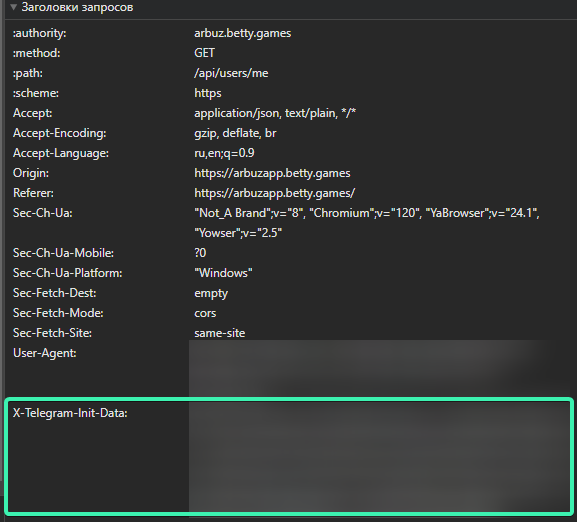 Заголовки запросов
:authority: arbuz.betty.games
:method: GET
:path: /api/users/me
:scheme: https
Accept: application/json, text/plain, */*
Accept-Encoding: gzip, deflate, br
Accept-Language: ru,en;q=0.9
Origin: https://arbuzapp.betty.games
Referer: https://arbuzapp.betty.games/
Sec-Ch-Ua: "Not_A Brand";v="8", "Chromium";v="120", "YaBrowser";v="24.1",
"Yowser";v="2.5"
Sec-Ch-Ua-Mobile: ?0
Sec-Ch-Ua-Platform: "Windows"
Sec-Fetch-Dest: empty
Sec-Fetch-Mode: cors
Sec-Fetch-Site: same-site
User-Agent:
X-Telegram-Init-Data: